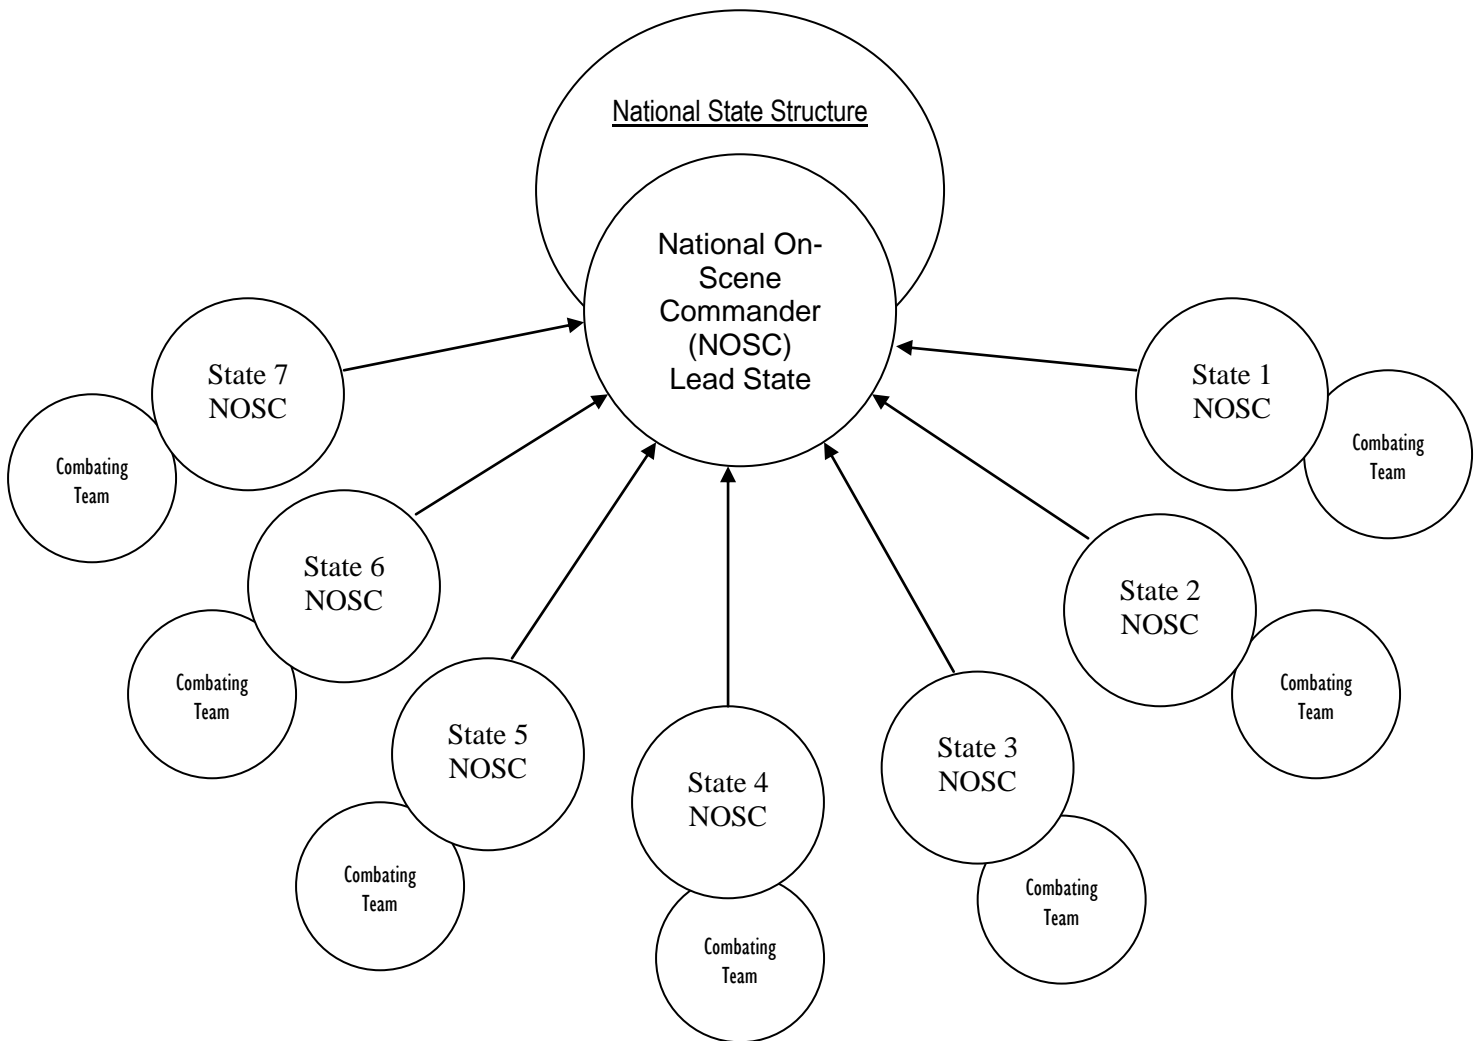 National State Structure
National On-
Scene
Commander
(NOSC)
Lead State
State 7
NOSC
Combating
Team
State 1
NOSC
Combating
Team
State 6
NOSC
Combating
Team
State 2
NOSC
Combating
Team
State 5
NOSC
Combating
Team
State 4
NOSC
Combating
Team
State 3
NOSC
Combating
Team